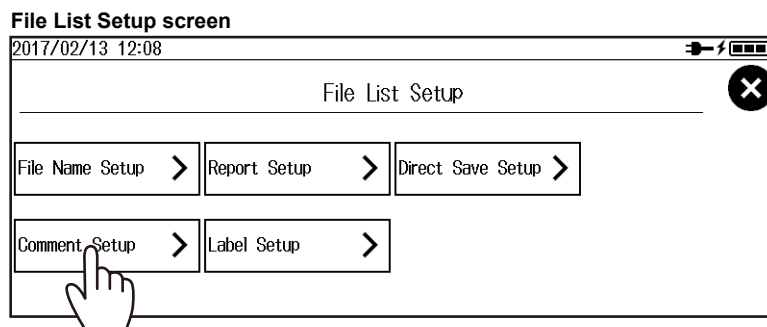 File List Setup screen
2017/02/13 12:08
File List Setup
File Name Setup
Report Setup
Direct Save Setup
Comment Setup
Label Setup